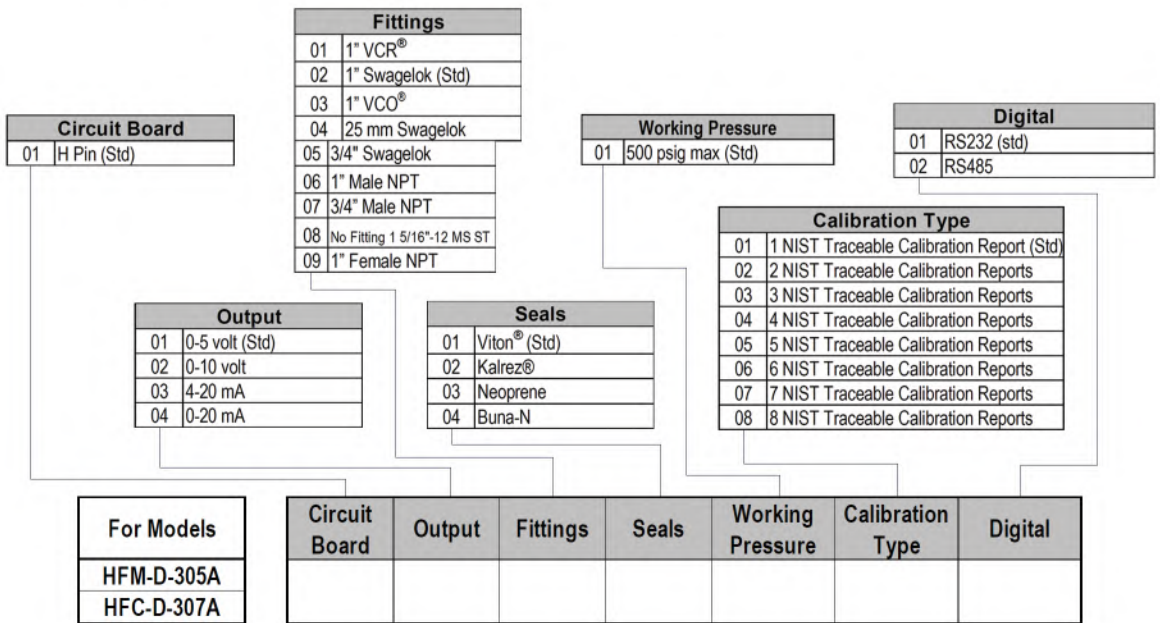 Fittings
01 1" VCR®
02 1" Swagelok (Std)
03 1" VCO®
04 25 mm Swagelok
05 3/4" Swagelok
06 1" Male NPT
07 3/4" Male NPT
08 No Fitting 1 5/16"-12 MS ST
09 1" Female NPT
Circuit Board
01 H Pin (Std)
Working Pressure
01 500 psig max (Std)
Digital
01 RS232 (std)
02 RS485
Calibration Type
01 1 NIST Traceable Calibration Report (Std)
02 2 NIST Traceable Calibration Reports
03 3 NIST Traceable Calibration Reports
04 4 NIST Traceable Calibration Reports
05 5 NIST Traceable Calibration Reports
06 6 NIST Traceable Calibration Reports
07 7 NIST Traceable Calibration Reports
08 8 NIST Traceable Calibration Reports
Output
01 0-5 volt (Std)
02 0-10 volt
03 4-20 mA
04 0-20 mA
Seals
01 Viton® (Std)
02 Kalrez®
03 Neoprene
04 Buna-N
For Models
HFM-D-305A
HFC-D-307A
Circuit
Board
Output
Fittings
Seals
Working
Pressure
Calibration
Type
Digital